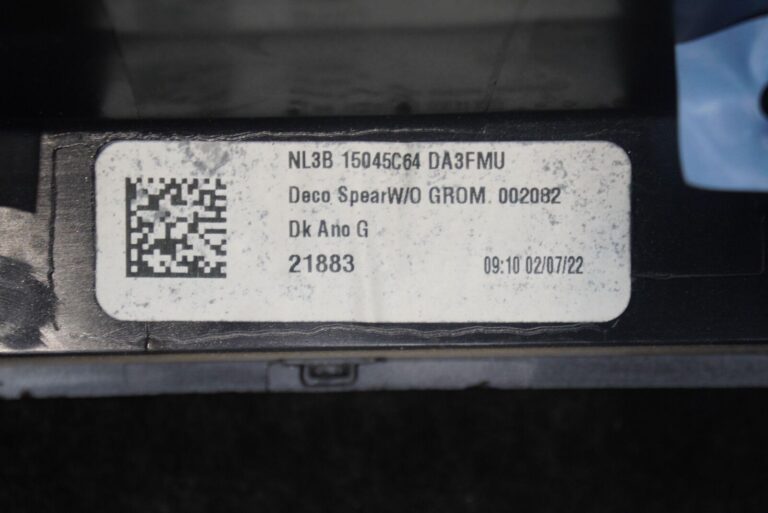 NL3B 15045C64 DA3FMU
Deco SpearW/O GROM. 002082
Dk Ano G
21883 09:10 02/07/22